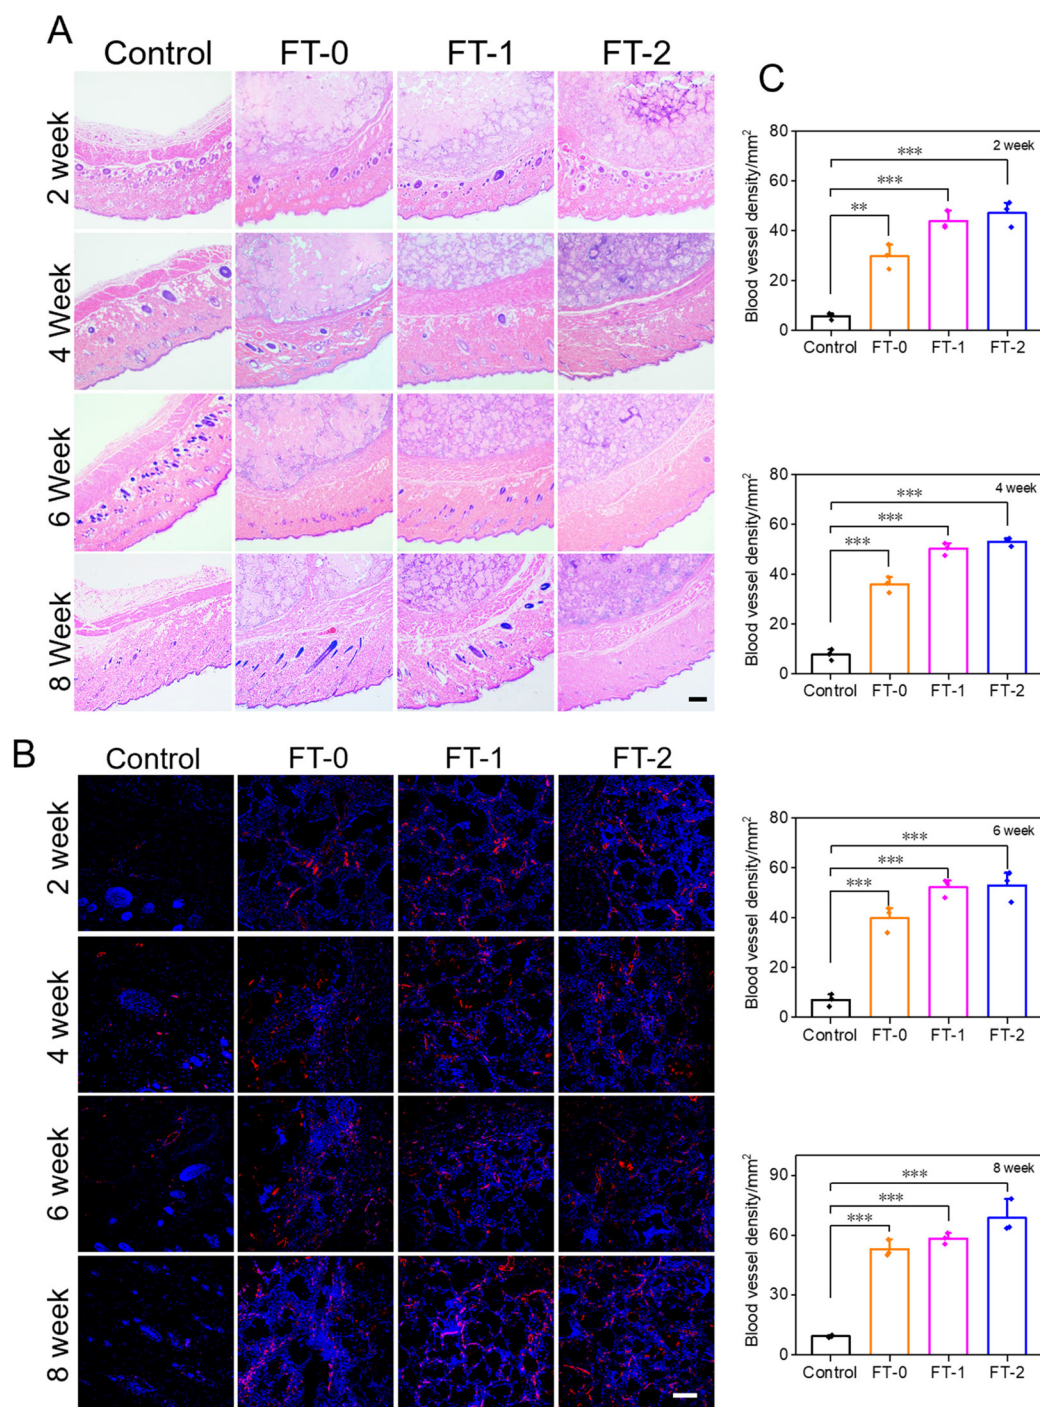 A
Control FT-0 FT-1 FT-2
2 week
4 Week
6 Week
8 Week
B
Control FT-0 FT-1 FT-2
2 week
4 week
6 week
8 week
C
Blood vessel density/mm²
80
60
40
20
0
2 week
***
***
**
Control FT-0 FT-1 FT-2
Blood vessel density/mm²
80
60
40
20
0
4 week
***
***
***
Control FT-0 FT-1 FT-2
Blood vessel density/mm²
80
60
40
20
0
6 week
***
***
***
Control FT-0 FT-1 FT-2
Blood vessel density/mm²
90
60
30
0
8 week
***
***
***
Control FT-0 FT-1 FT-2